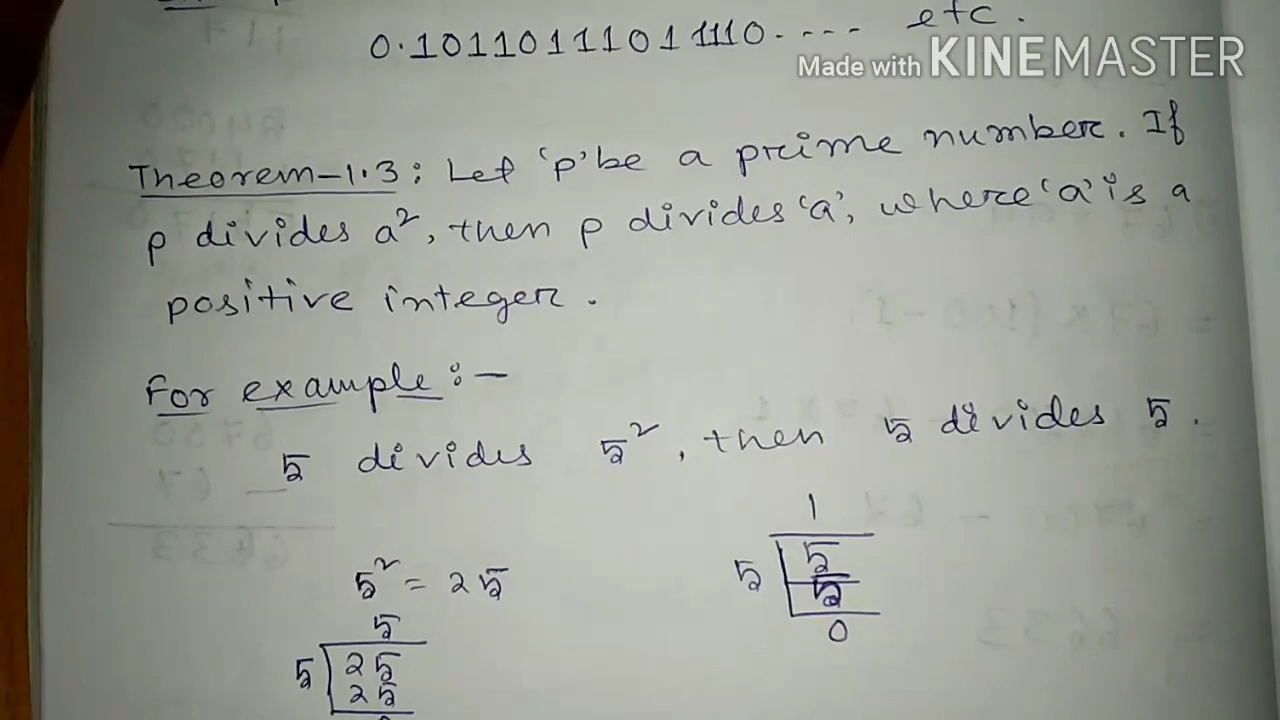 0.1011011101 1110.---- etc.
Made with KINEMASTER
Theorem-1.3: Let 'p' be a prime number. If
p divides a², then p divides 'a', where 'a' is a
positive integer.
For example:-
5 divides 5², then 5 divides 5.
1
5 5
5
0
5² = 25
5
5 25
25